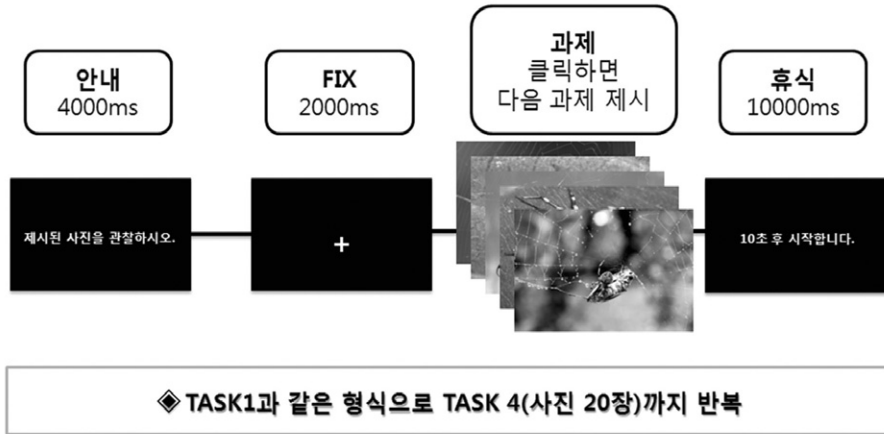 안내
4000ms
FIX
2000ms
과제
클릭하면
다음 과제 제시
휴식
10000ms
제시된 사진을 관찰하시오.
+
10초 후 시작합니다.
◈ TASK1과 같은 형식으로 TASK 4(사진 20장)까지 반복